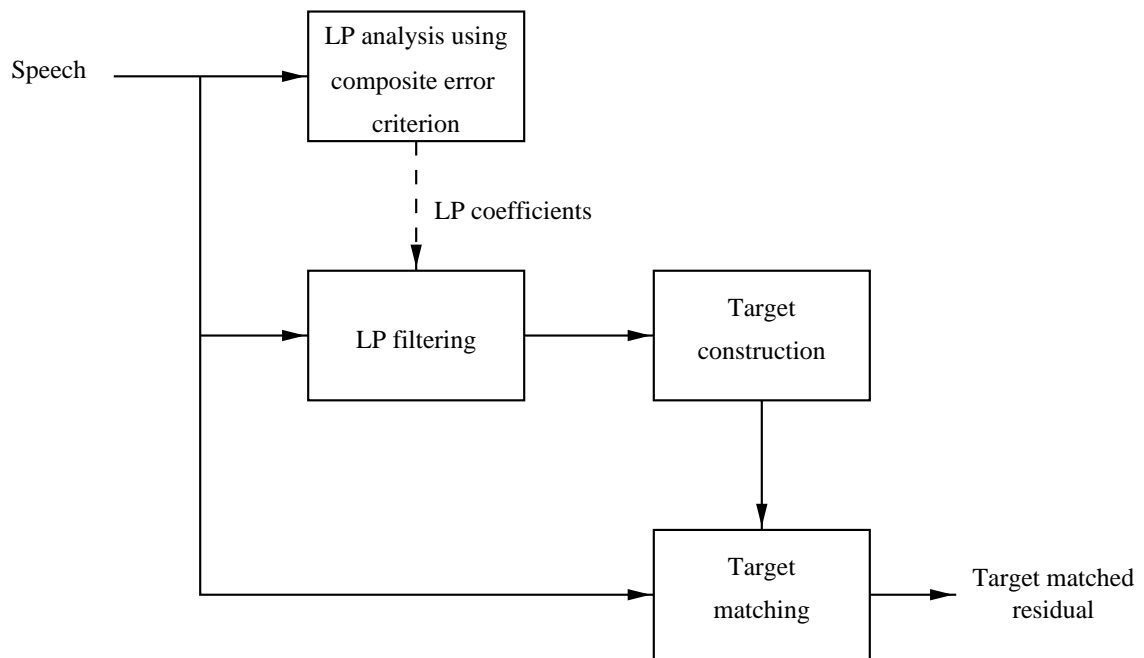 LP analysis using
composite error
criterion
Speech
LP coefficients
LP filtering
Target
construction
Target
matching
Target matched
residual